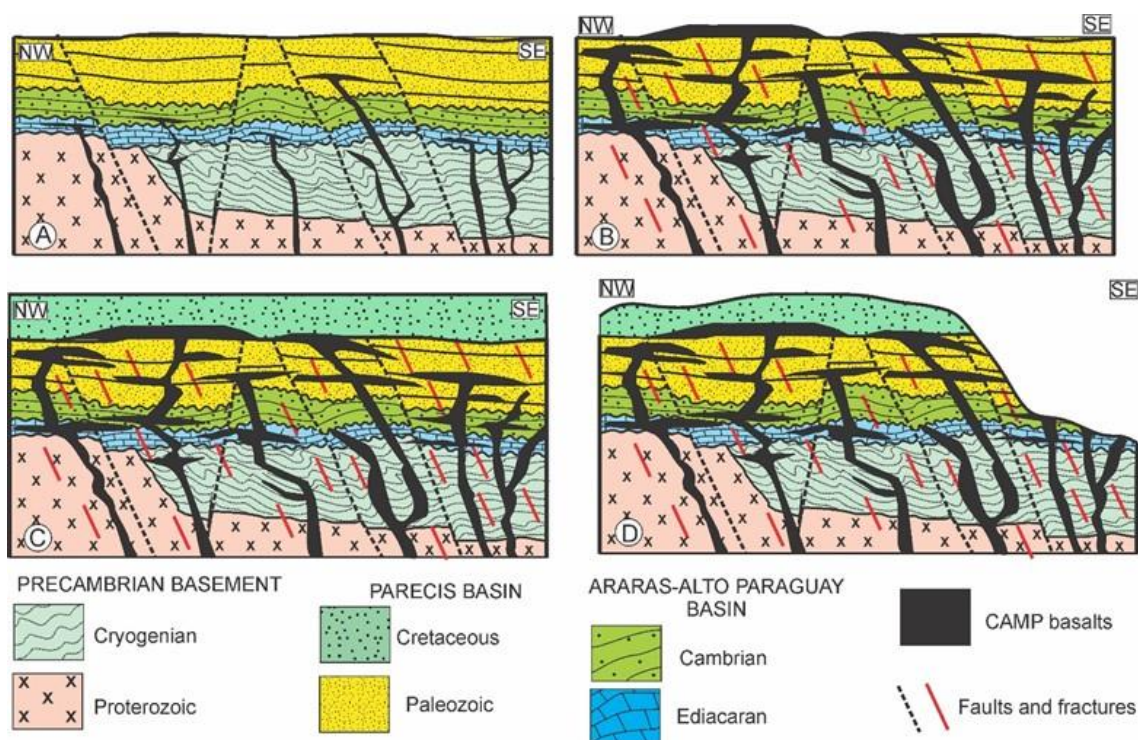 NW SE
A
NW SE
B
NW SE
C
NW SE
D
PRECAMBRIAN BASEMENT
Cryogenian
Proterozoic
PARECIS BASIN
Cretaceous
Paleozoic
ARARAS-ALTO PARAGUAY
BASIN
Cambrian
Ediacaran
CAMP basalts
Faults and fractures